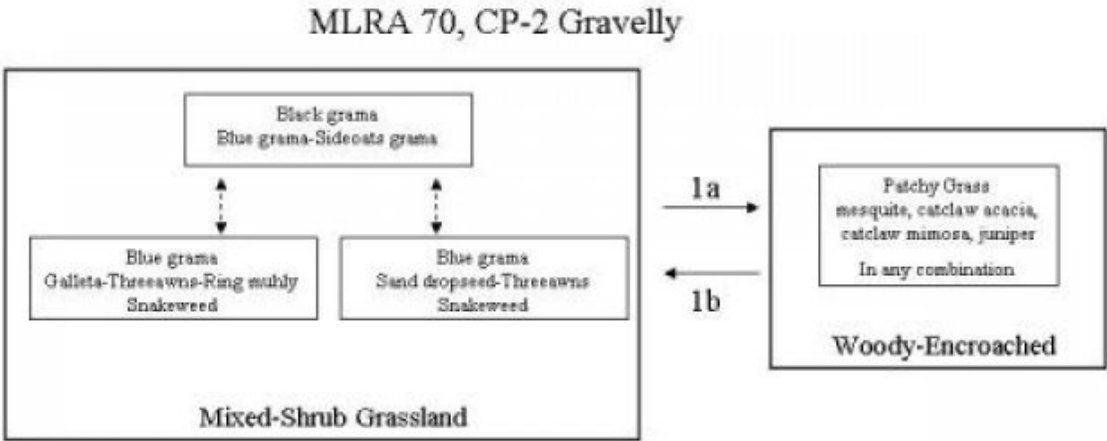 MLRA 70, CP-2 Gravelly
Black grama
Blue grama-Sideoats grama
Blue grama
Galleta-Threeawns-Ring muhly
Snakeweed
Blue grama
Sand dropseed-Threeawns
Snakeweed
Mixed-Shrub Grassland
1a
1b
Patchy Grass
mesquite, catclaw acacia,
catclaw mimosa, juniper
In any combination
Woody-Encroached